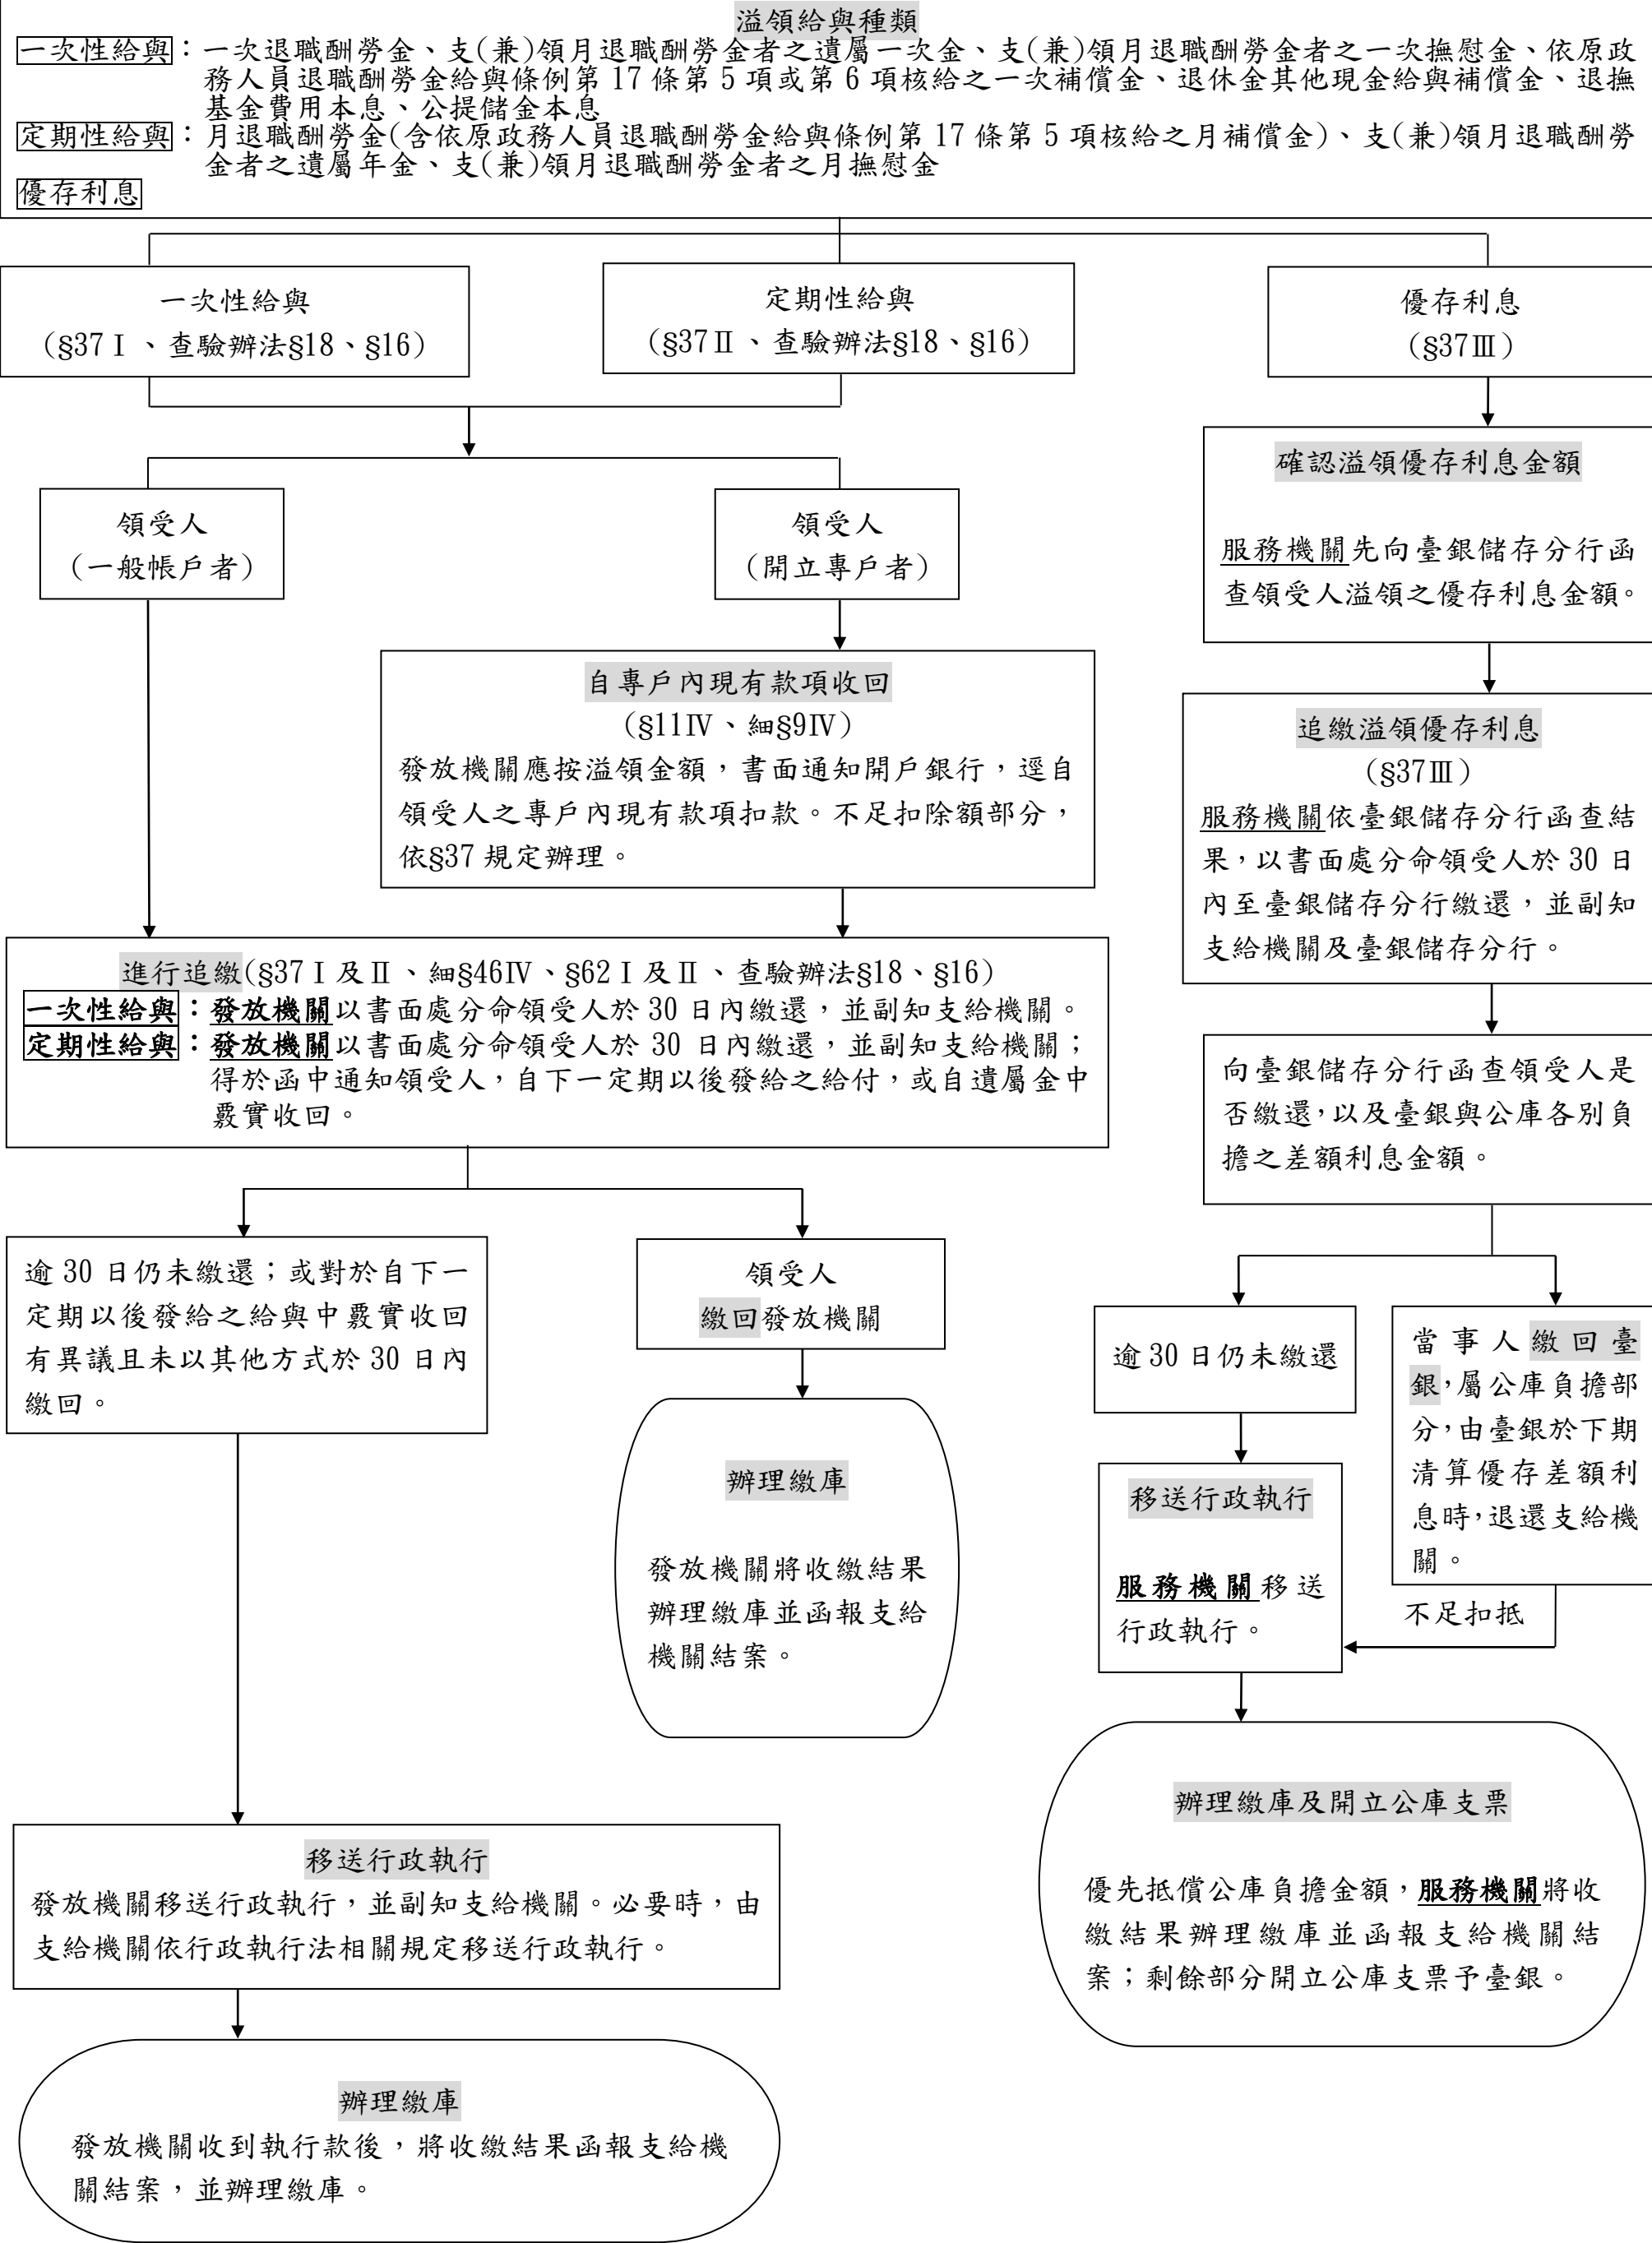 溢領給與種類
一次性給與：一次退職酬勞金、支(兼)領月退職酬勞金者之遺屬一次金、支(兼)領月退職酬勞金者之一次撫慰金、依原政
務人員退職酬勞金給與條例第 17 條第 5 項或第 6 項核給之一次補償金、退休金其他現金給與補償金、退撫
基金費用本息、公提儲金本息
定期性給與：月退職酬勞金(含依原政務人員退職酬勞金給與條例第 17 條第 5 項核給之月補償金)、支(兼)領月退職酬勞
金者之遺屬年金、支(兼)領月退職酬勞金者之月撫慰金
優存利息
一次性給與
(§37Ⅰ、查驗辦法§18、§16)
定期性給與
(§37Ⅱ、查驗辦法§18、§16)
優存利息
(§37Ⅲ)
領受人
(一般帳戶者)
領受人
(開立專戶者)
確認溢領優存利息金額
服務機關先向臺銀儲存分行函
查領受人溢領之優存利息金額。
自專戶內現有款項收回
(§11Ⅳ、細§9Ⅳ)
發放機關應按溢領金額，書面通知開戶銀行，逕自
領受人之專戶內現有款項扣款。不足扣除額部分，
依§37 規定辦理。
追繳溢領優存利息
(§37Ⅲ)
服務機關依臺銀儲存分行函查結
果，以書面處分命領受人於 30 日
內至臺銀儲存分行繳還，並副知
支給機關及臺銀儲存分行。
進行追繳(§37Ⅰ及Ⅱ、細§46Ⅳ、§62Ⅰ及Ⅱ、查驗辦法§18、§16)
一次性給與：發放機關以書面處分命領受人於 30 日內繳還，並副知支給機關。
定期性給與：發放機關以書面處分命領受人於 30 日內繳還，並副知支給機關；
得於函中通知領受人，自下一定期以後發給之給付，或自遺屬金中
覈實收回。
向臺銀儲存分行函查領受人是
否繳還，以及臺銀與公庫各別負
擔之差額利息金額。
逾 30 日仍未繳還；或對於自下一
定期以後發給之給與中覈實收回
有異議且未以其他方式於 30 日內
繳回。
領受人
繳回發放機關
逾 30 日仍未繳還
當事人繳回臺
銀，屬公庫負擔部
分，由臺銀於下期
清算優存差額利
息時，退還支給機
關。
辦理繳庫
發放機關將收繳結果
辦理繳庫並函報支給
機關結案。
移送行政執行
服務機關移送
行政執行。
不足扣抵
辦理繳庫及開立公庫支票
優先抵償公庫負擔金額，服務機關將收
繳結果辦理繳庫並函報支給機關結
案；剩餘部分開立公庫支票予臺銀。
移送行政執行
發放機關移送行政執行，並副知支給機關。必要時，由
支給機關依行政執行法相關規定移送行政執行。
辦理繳庫
發放機關收到執行款後，將收繳結果函報支給機
關結案，並辦理繳庫。